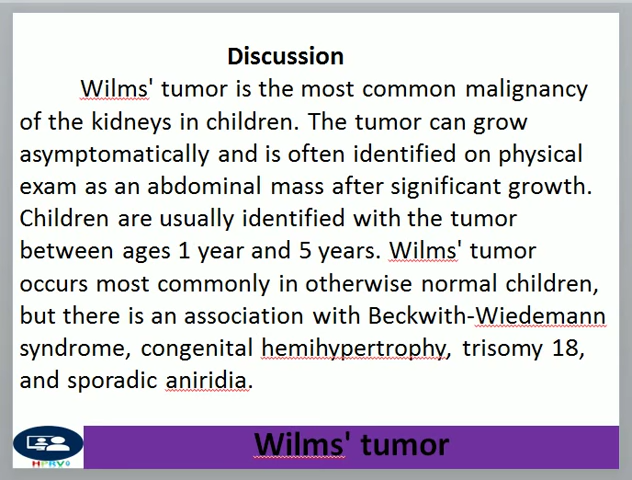 Discussion
Wilms' tumor is the most common malignancy
of the kidneys in children. The tumor can grow
asymptomatically and is often identified on physical
exam as an abdominal mass after significant growth.
Children are usually identified with the tumor
between ages 1 year and 5 years. Wilms' tumor
occurs most commonly in otherwise normal children,
but there is an association with Beckwith-Wiedemann
syndrome, congenital hemihypertrophy, trisomy 18,
and sporadic aniridia.
Wilms' tumor